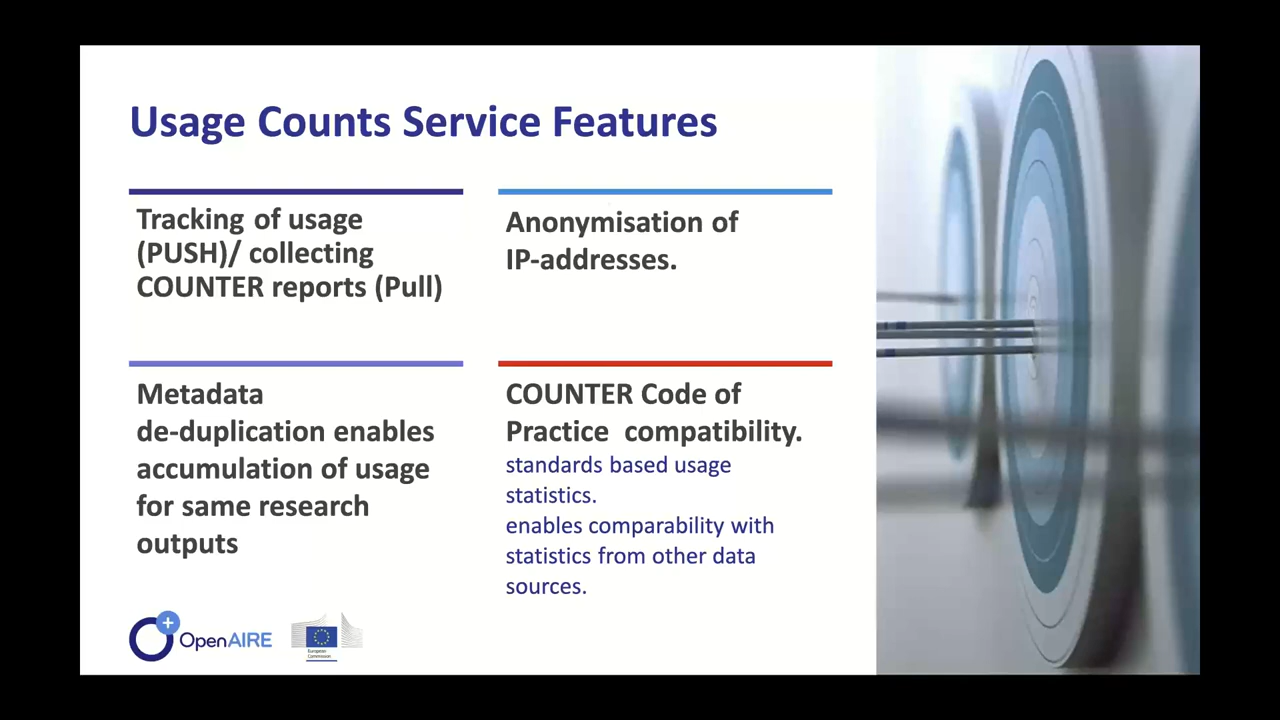 Usage Counts Service Features
Tracking of usage
(PUSH)/ collecting
COUNTER reports (Pull)
Anonymisation of
IP-addresses.
Metadata
de-duplication enables
accumulation of usage
for same research
outputs
COUNTER Code of
Practice  compatibility.
standards based usage
statistics.
enables comparability with
statistics from other data
sources.
OpenAIRE
European
Commission